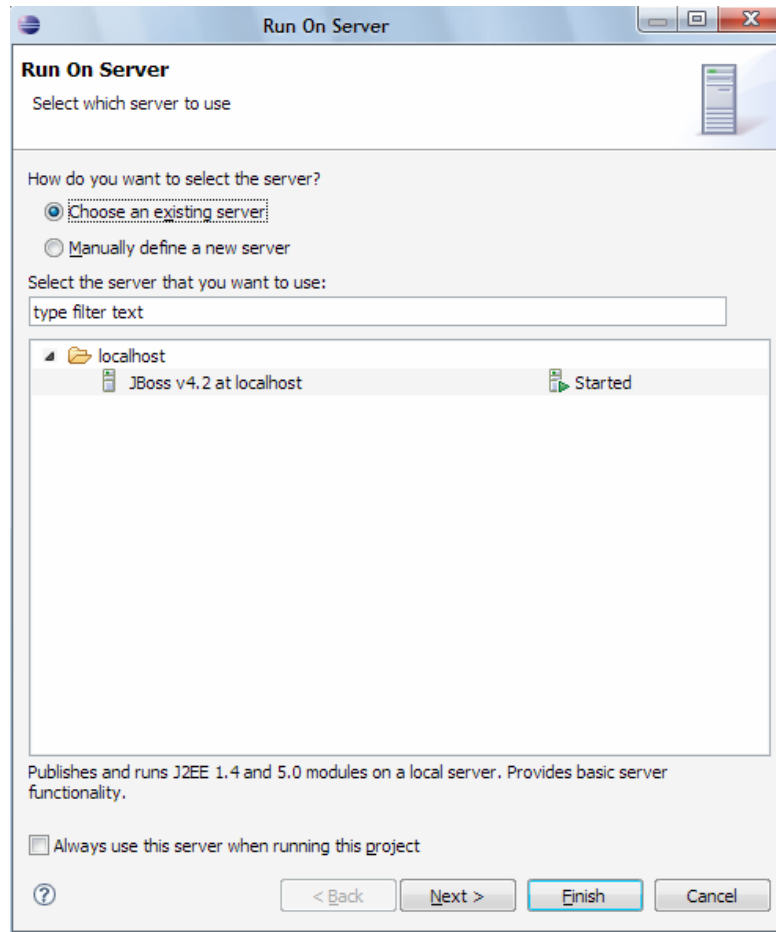 Run On Server
Run On Server
Select which server to use
How do you want to select the server?
Choose an existing server
Manually define a new server
Select the server that you want to use:
type filter text
localhost
JBoss v4.2 at localhost Started
Publishes and runs J2EE 1.4 and 5.0 modules on a local server. Provides basic server
functionality.
Always use this server when running this project
< Back Next > Finish Cancel